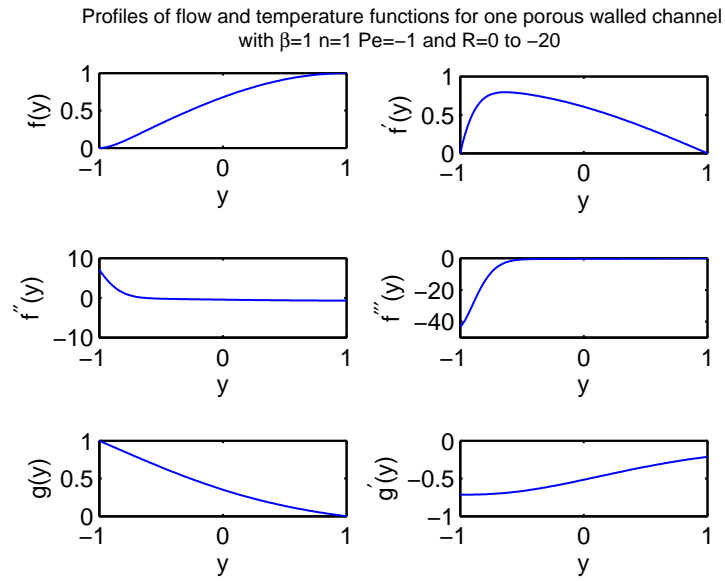 Profiles of flow and temperature functions for one porous walled channel
with β=1 n=1 Pe=−1 and R=0 to −20
1
0.5
0
f(y)
−1 0 1
y
1
0.5
0
f′(y)
−1 0 1
y
10
0
−10
f″(y)
−1 0 1
y
0
−20
−40
f‴(y)
−1 0 1
y
1
0.5
0
g(y)
−1 0 1
y
0
−0.5
−1
g′(y)
−1 0 1
y